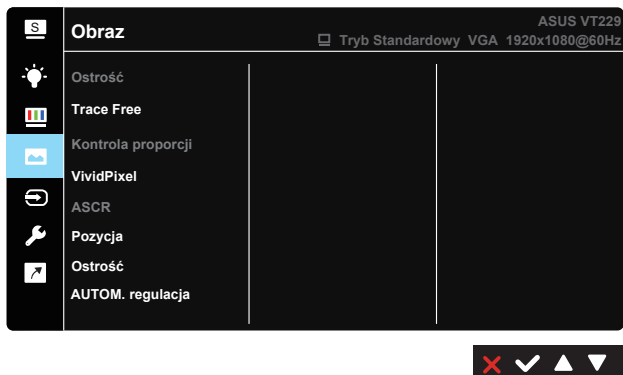 S
Obraz
ASUS VT229
Tryb Standardowy VGA 1920x1080@60Hz
Ostrość
Trace Free
Kontrola proporcji
VividPixel
ASCR
Pozycja
Ostrość
AUTOM. regulacja